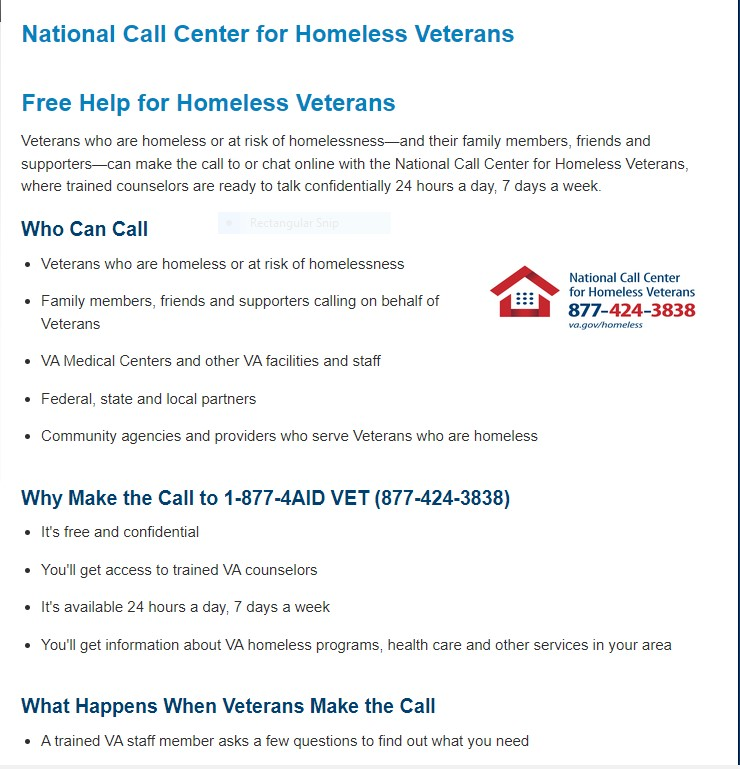 National Call Center for Homeless Veterans
Free Help for Homeless Veterans
Veterans who are homeless or at risk of homelessness—and their family members, friends and
supporters—can make the call to or chat online with the National Call Center for Homeless Veterans,
where trained counselors are ready to talk confidentially 24 hours a day, 7 days a week.
Rectangular Snip
Who Can Call
• Veterans who are homeless or at risk of homelessness
• Family members, friends and supporters calling on behalf of
Veterans
• VA Medical Centers and other VA facilities and staff
• Federal, state and local partners
• Community agencies and providers who serve Veterans who are homeless
National Call Center
for Homeless Veterans
877-424-3838
va.gov/homeless
Why Make the Call to 1-877-4AID VET (877-424-3838)
• It's free and confidential
• You'll get access to trained VA counselors
• It's available 24 hours a day, 7 days a week
• You'll get information about VA homeless programs, health care and other services in your area
What Happens When Veterans Make the Call
• A trained VA staff member asks a few questions to find out what you need